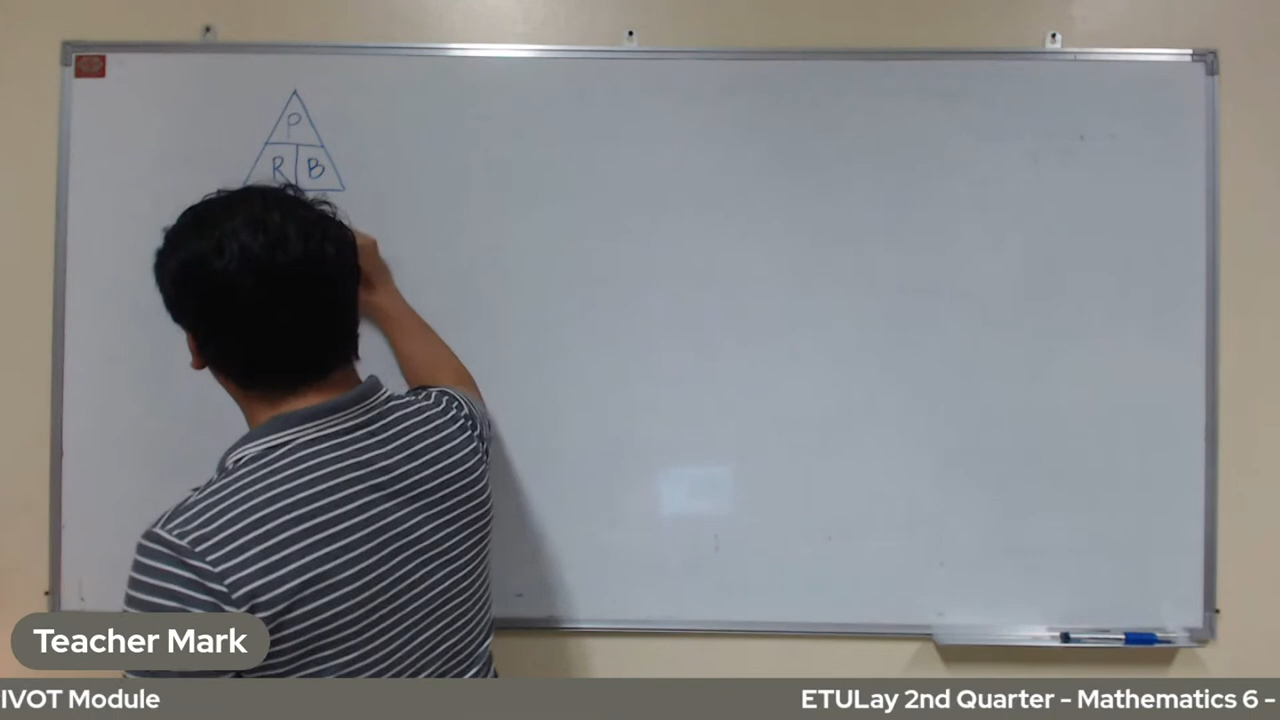 P
R B
Teacher Mark
IVOT Module
ETULay 2nd Quarter - Mathematics 6 -